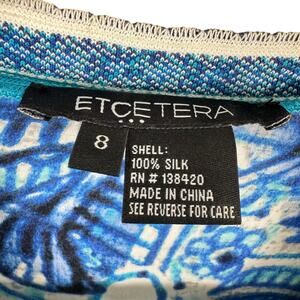 ETCETERA
8
SHELL:
100% SILK
RN # 138420
MADE IN CHINA
SEE REVERSE FOR CARE